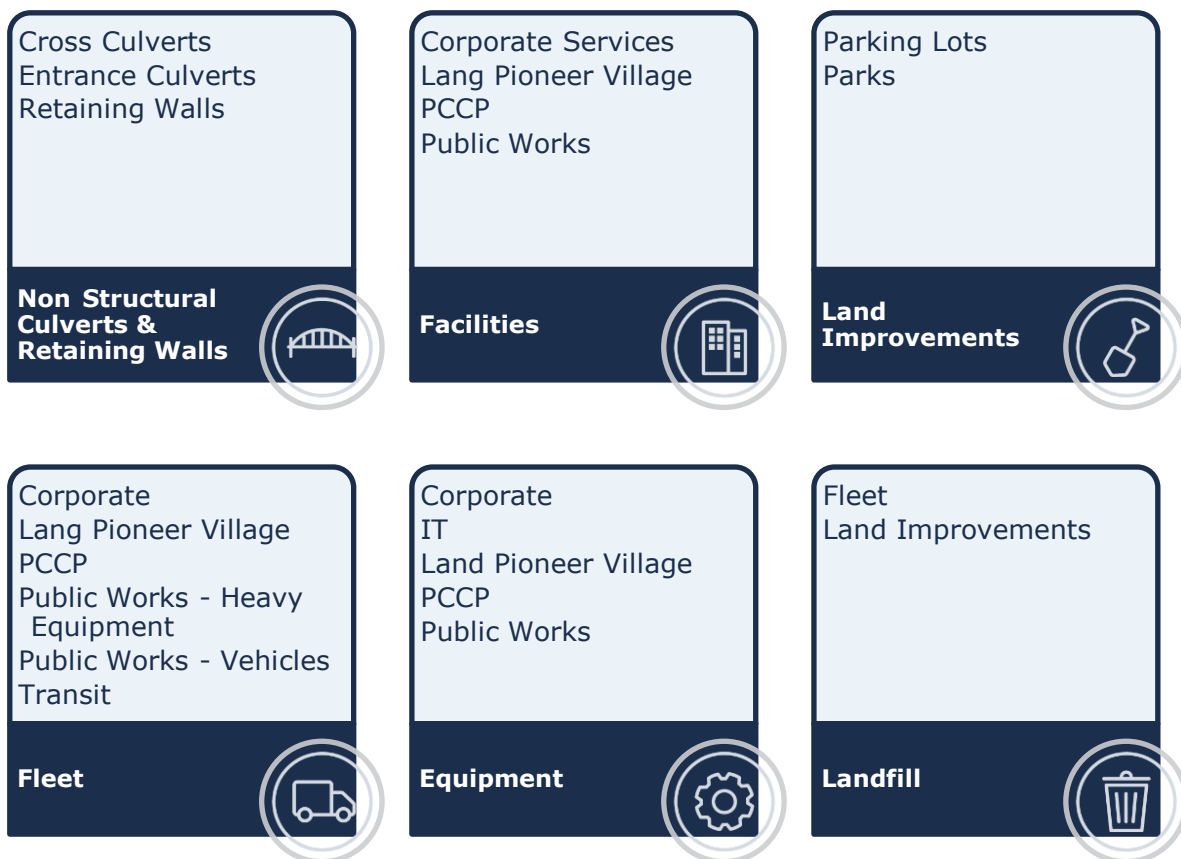 Cross Culverts
Entrance Culverts
Retaining Walls
Non Structural
Culverts &
Retaining Walls
Corporate Services
Lang Pioneer Village
PCCP
Public Works
Facilities
Parking Lots
Parks
Land
Improvements
Corporate
Lang Pioneer Village
PCCP
Public Works - Heavy
Equipment
Public Works - Vehicles
Transit
Fleet
Corporate
IT
Land Pioneer Village
PCCP
Public Works
Equipment
Fleet
Land Improvements
Landfill